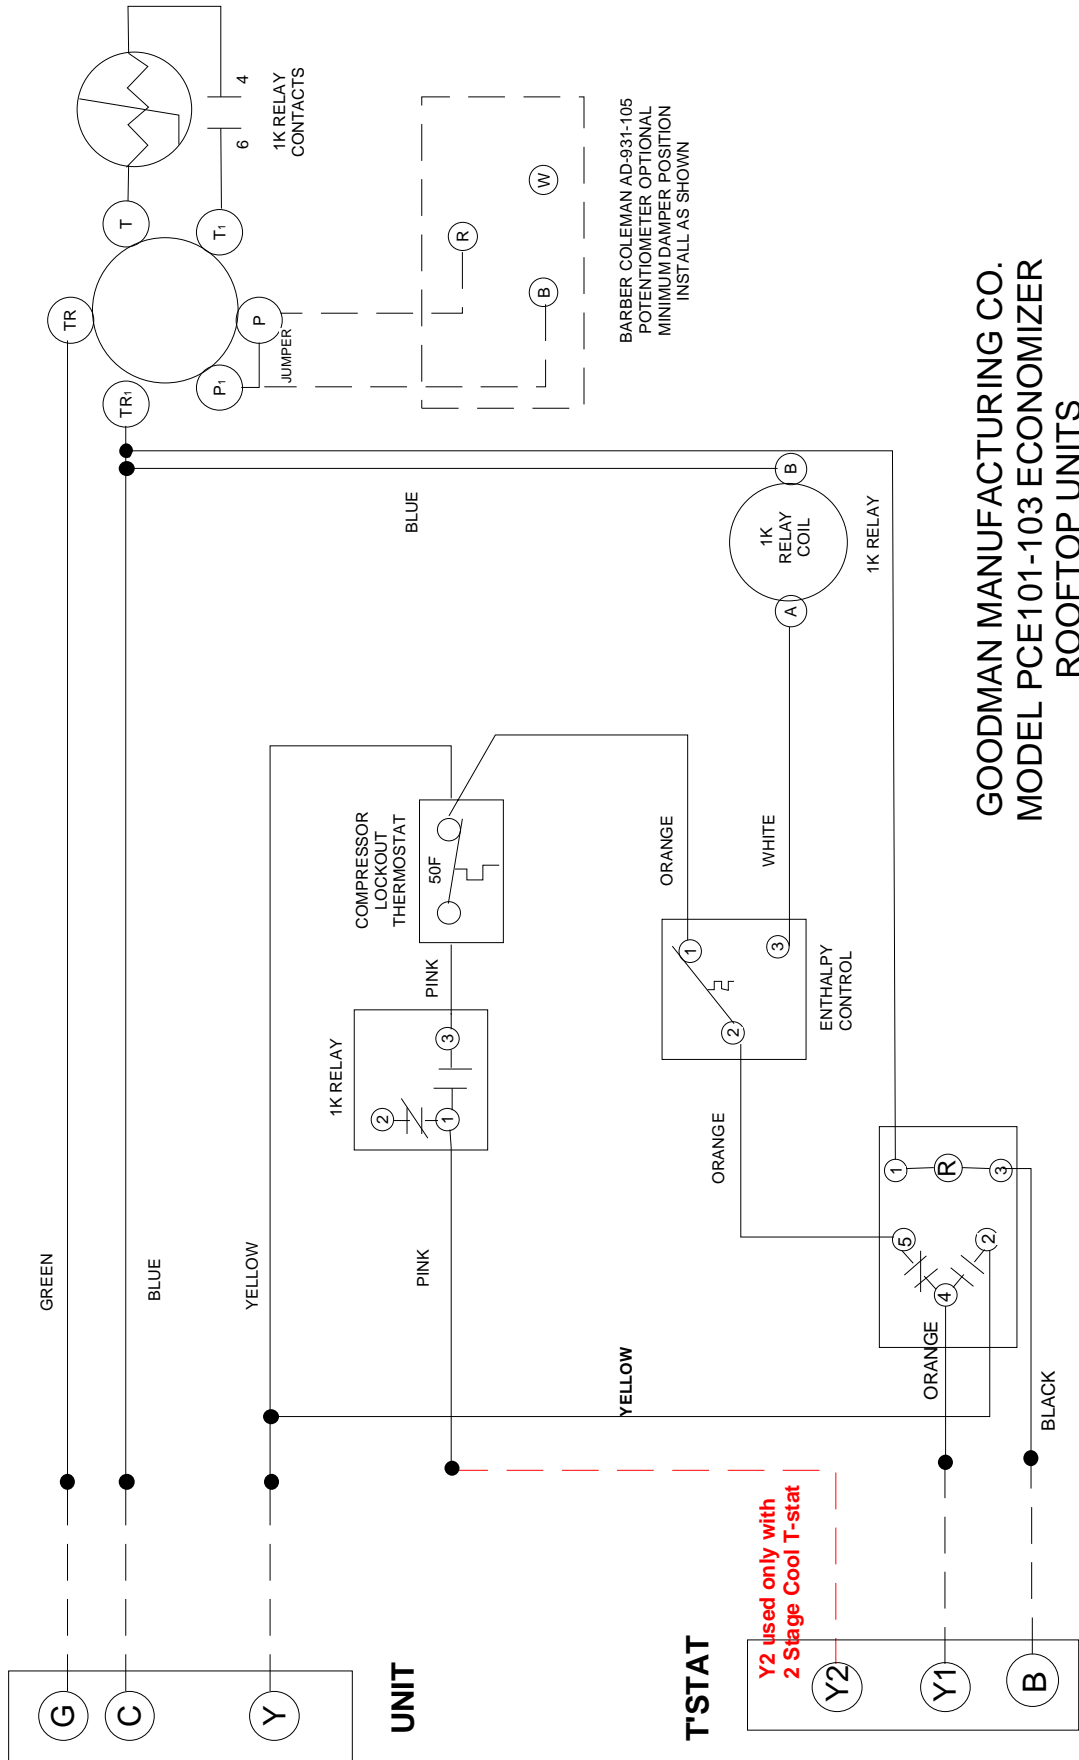 4
6
1K RELAY
CONTACTS
T
T1
TR
TR1
P
P1
JUMPER
R
W
B
BARBER COLEMAN AD-931-105
POTENTIOMETER OPTIONAL
MINIMUM DAMPER POSITION
INSTALL AS SHOWN
BLUE
B
1K
RELAY
COIL
A
1K RELAY
COMPRESSOR
LOCKOUT
THERMOSTAT
50F
PINK
ORANGE
WHITE
1
3
2
ENTHALPY
CONTROL
1K RELAY
3
2
1
GREEN
BLUE
YELLOW
PINK
ORANGE
1
R
3
5
2
4
ORANGE
BLACK
YELLOW
G
C
Y
UNIT
T'STAT
Y2 used only with
2 Stage Cool T-stat
Y2
Y1
B
GOODMAN MANUFACTURING CO.
MODEL PCE101-103 ECONOMIZER
ROOFTOP UNITS